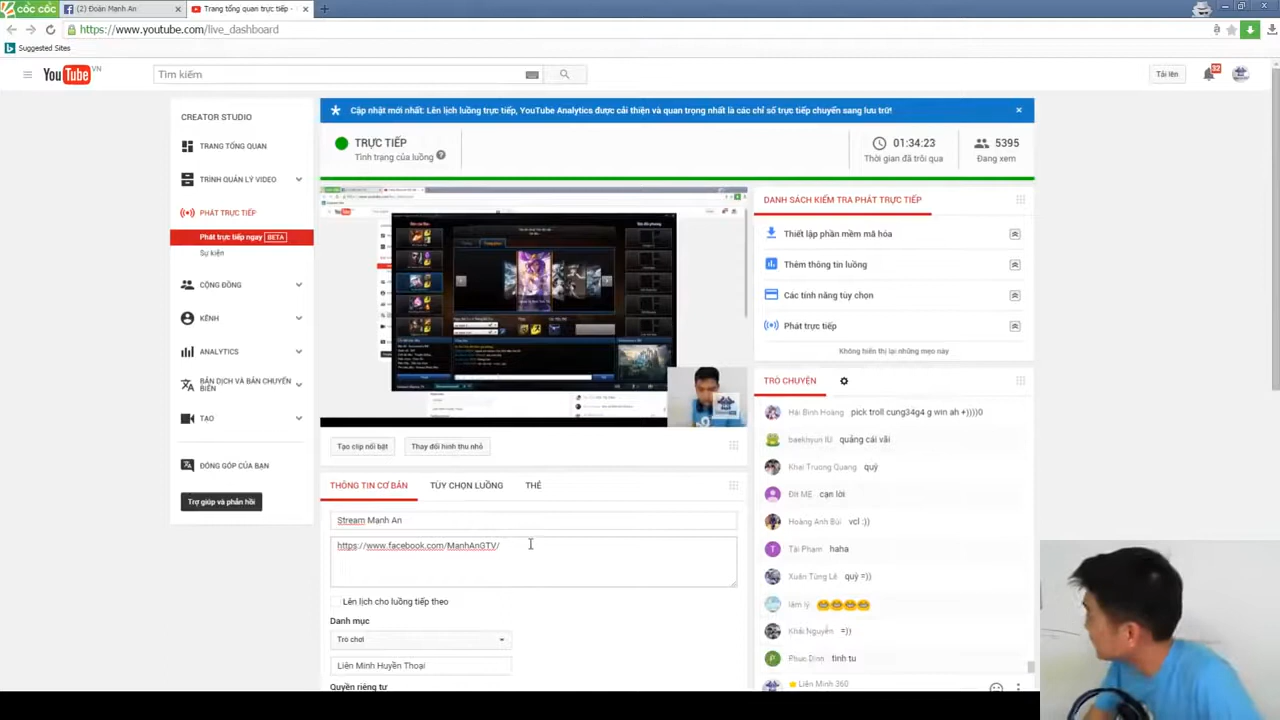 cốc cốc
(2) Đoàn Mạnh An
Trang tổng quan trực tiếp -
https://www.youtube.com/live_dashboard
Suggested Sites
YouTube VN
Tìm kiếm
Tải lên
32
CREATOR STUDIO
TRANG TỔNG QUAN
TRÌNH QUẢN LÝ VIDEO
PHÁT TRỰC TIẾP
Phát trực tiếp ngay BETA
Sự kiện
CỘNG ĐỒNG
KÊNH
ANALYTICS
BẢN DỊCH VÀ BẢN CHUYỂN
BIÊN
TẠO
ĐÓNG GÓP CỦA BẠN
Trợ giúp và phản hồi
Cập nhật mới nhất: Lên lịch luồng trực tiếp, YouTube Analytics được cải thiện và quan trọng nhất là các chỉ số trực tiếp chuyển sang lưu trữ!
TRỰC TIẾP
Tình trạng của luồng
01:34:23
Thời gian đã trôi qua
5395
Đang xem
Tạo clip nổi bật
Thay đổi hình thu nhỏ
THÔNG TIN CƠ BẢN
TÙY CHỌN LUỒNG
THẺ
Stream Mạnh An
https://www.facebook.com/ManhAnGTV/
Lên lịch cho luồng tiếp theo
Danh mục
Trò chơi
Liên Minh Huyền Thoại
Quyền riêng tư
DANH SÁCH KIỂM TRA PHÁT TRỰC TIẾP
Thiết lập phần mềm mã hóa
Thêm thông tin luồng
Các tính năng tùy chọn
Phát trực tiếp
Không hiển thị lại những mẹo này
TRÒ CHUYỆN
Hải Bình Hoàng pick troll cung34g4 g win ah +))))0
baekhyun IU quảng cái vãi
Khai Truong Quang quý
Địt MẸ cạn lời
Hoàng Anh Bùi vcl :))
Tài Phạm haha
Xuân Tùng Lê quỳ =))
lâm lý
Khải Nguyễn =))
Phuc Dinh tinh tu
Liên Minh 360